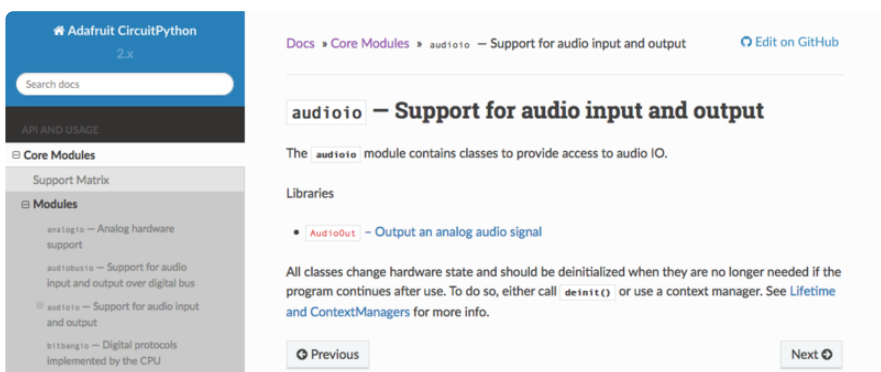 Adafruit CircuitPython
2.x
Search docs
API AND USAGE
Core Modules
Support Matrix
Modules
analogio — Analog hardware
support
audiobusio — Support for audio
input and output over digital bus
audioio — Support for audio input
and output
bitbangio — Digital protocols
implemented by the CPU
Docs » Core Modules » audioio — Support for audio input and output
Edit on GitHub
audioio — Support for audio input and output
The audioio module contains classes to provide access to audio IO.
Libraries
• AudioOut – Output an analog audio signal
All classes change hardware state and should be deinitialized when they are no longer needed if the
program continues after use. To do so, either call deinit() or use a context manager. See Lifetime
and ContextManagers for more info.
Previous
Next